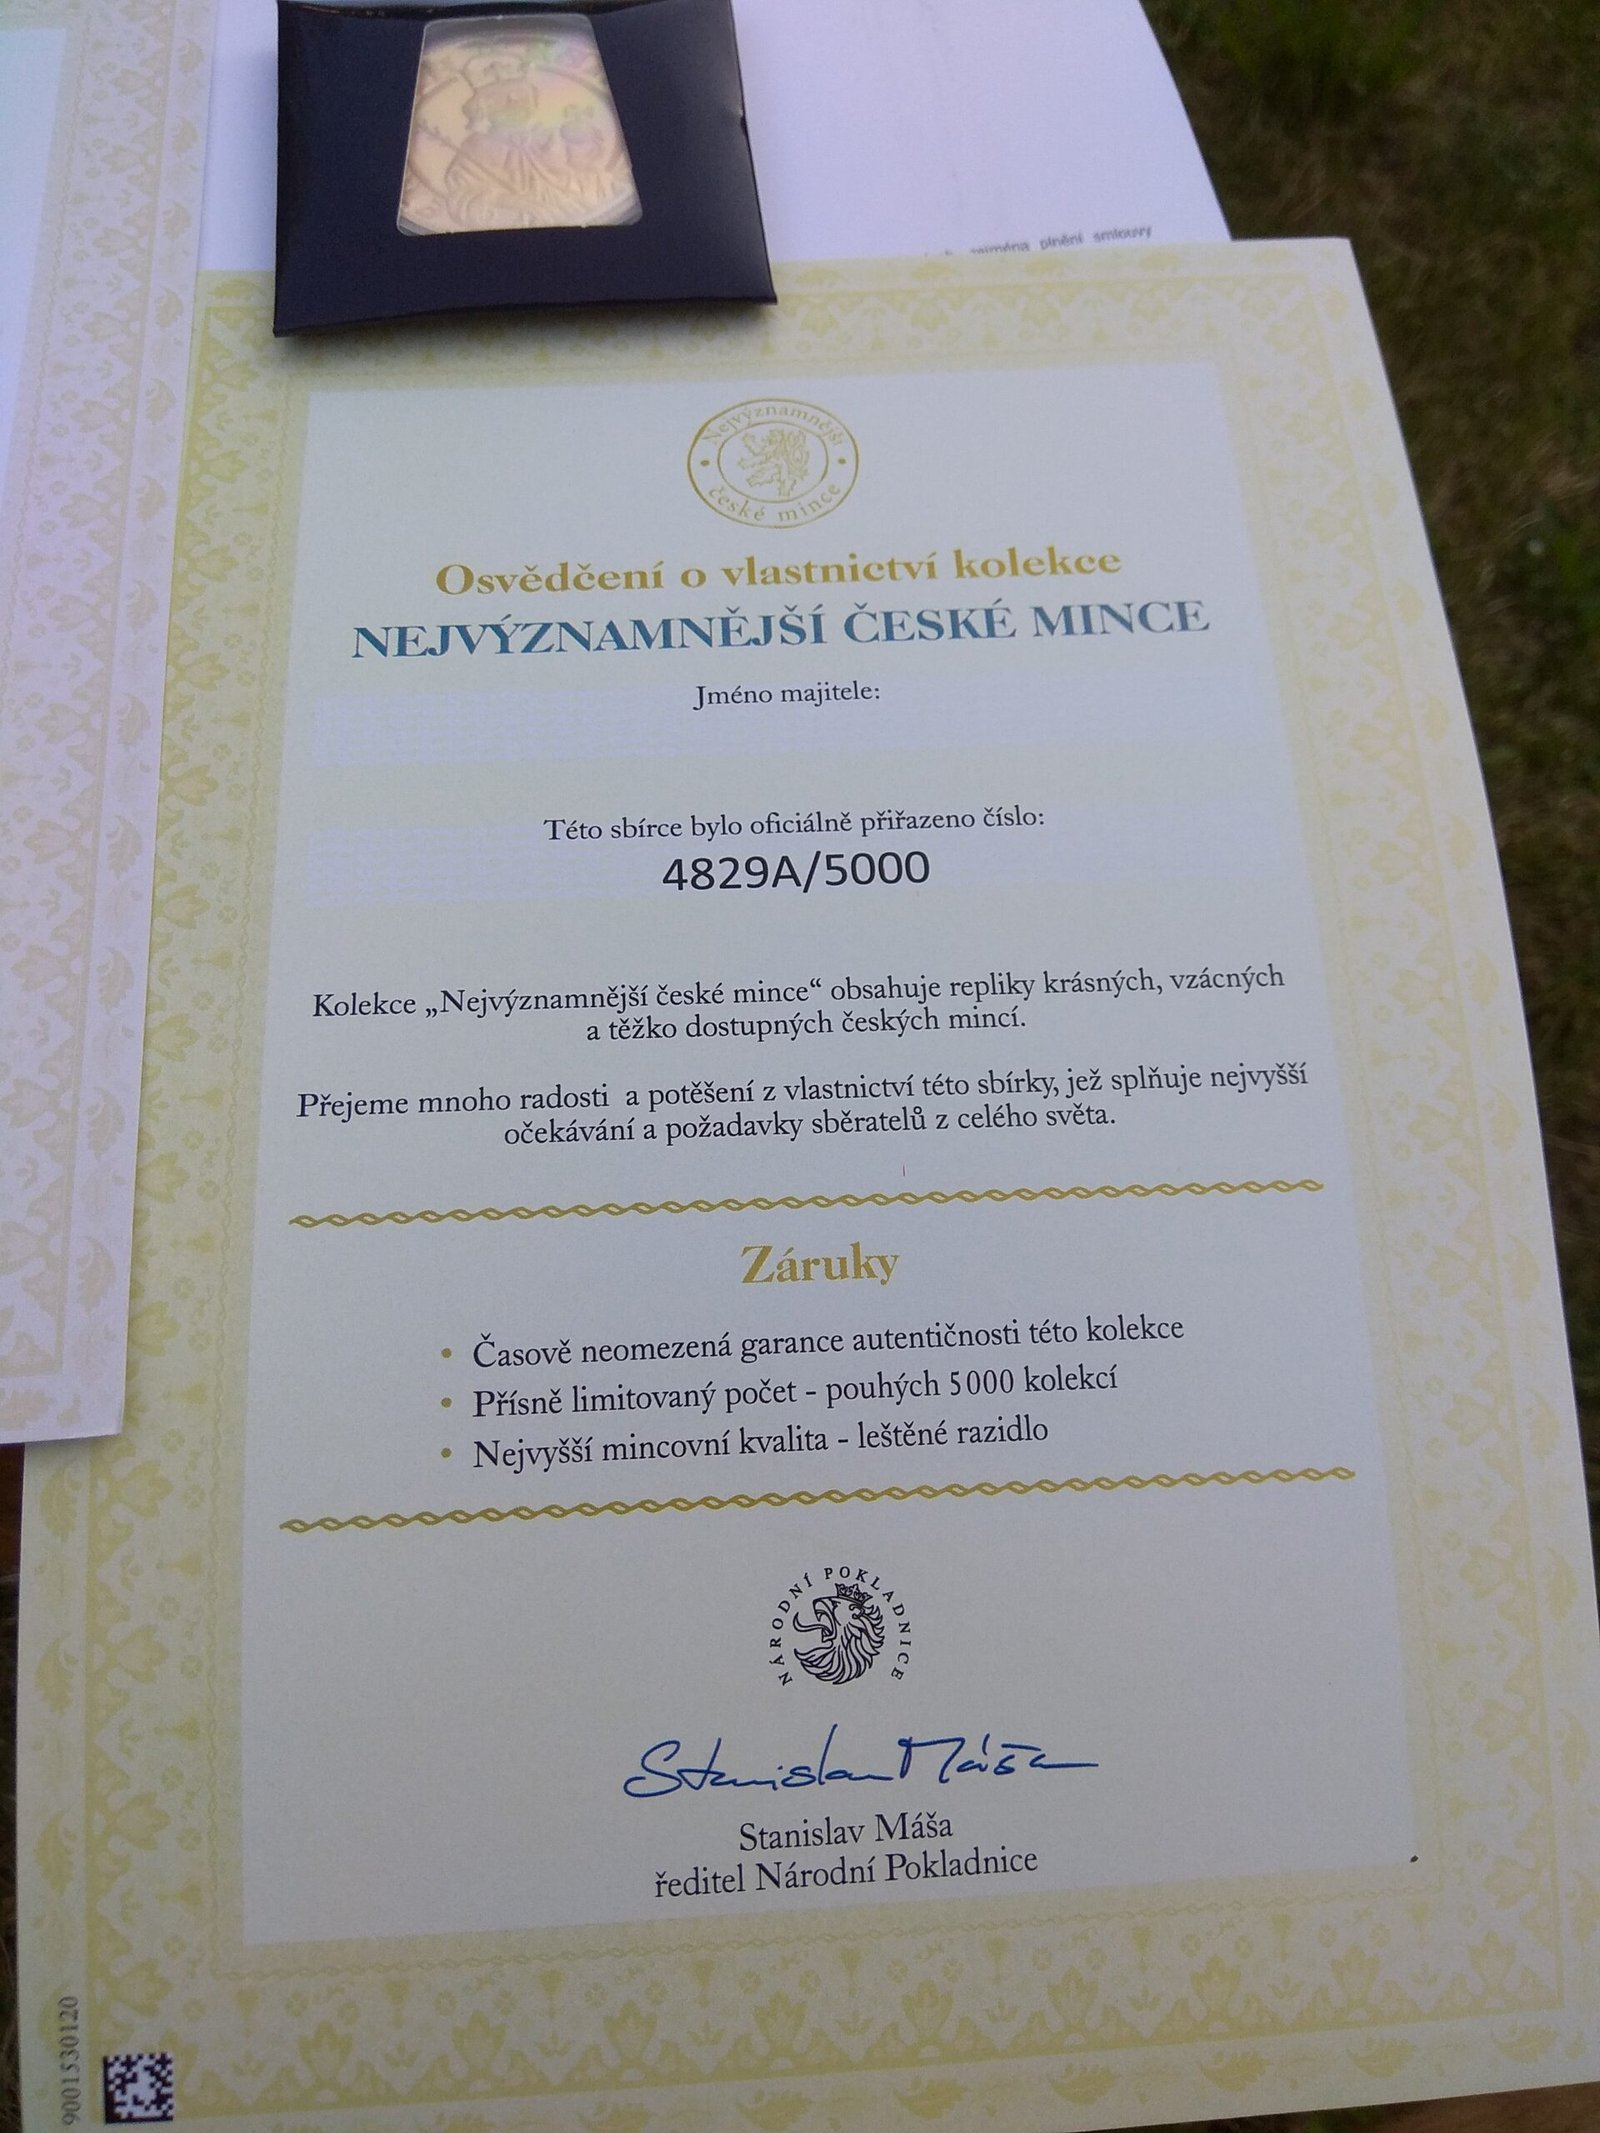 zejména plnění smlouvy
Nejvýznamnější
české mince
Osvědčení o vlastnictví kolekce
NEJVÝZNAMNĚJŠÍ ČESKÉ MINCE
Jméno majitele:
Této sbírce bylo oficiálně přiřazeno číslo:
4829A/5000
Kolekce „Nejvýznamnější české mince“ obsahuje repliky krásných, vzácných
a těžko dostupných českých mincí.
Přejeme mnoho radosti a potěšení z vlastnictví této sbírky, jež splňuje nejvyšší
očekávání a požadavky sběratelů z celého světa.
Záruky
• Časově neomezená garance autentičnosti této kolekce
• Přísně limitovaný počet - pouhých 5000 kolekcí
• Nejvyšší mincovní kvalita - leštěné razidlo
NÁRODNÍ POKLADNICE
Stanislav Máša
Stanislav Máša
ředitel Národní Pokladnice
9001530120